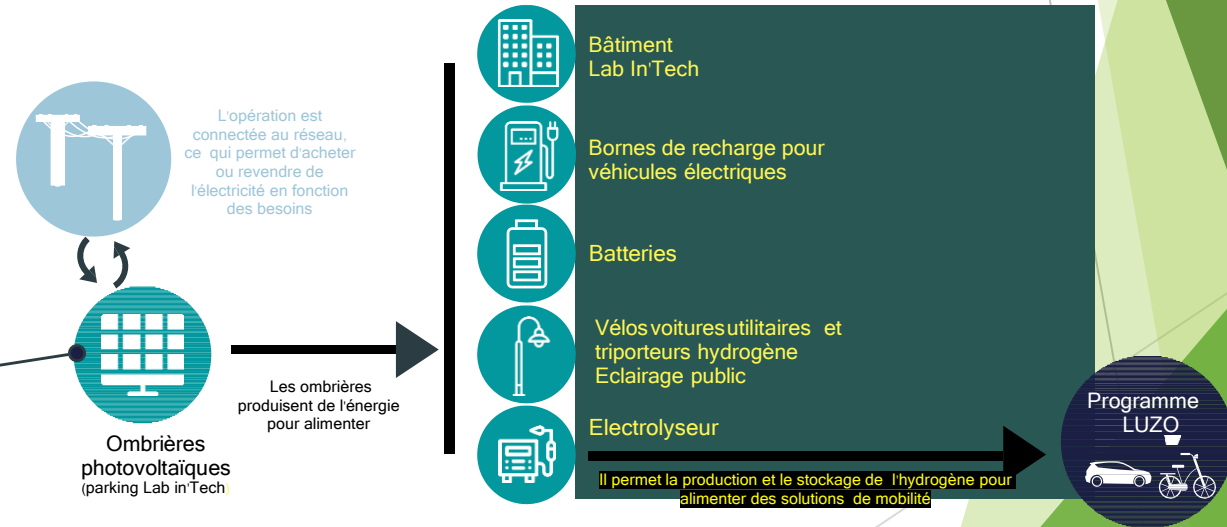 L'opération est
connectée au réseau,
ce qui permet d'acheter
ou revendre de
l'électricité en fonction
des besoins
Ombrières
photovoltaïques
(parking Lab in'Tech)
Les ombrières
produisent de l'énergie
pour alimenter
Bâtiment
Lab In'Tech
Bornes de recharge pour
véhicules électriques
Batteries
Vélos voitures utilitaires et
triporteurs hydrogène
Eclairage public
Electrolyseur
Il permet la production et le stockage de l'hydrogène pour
alimenter des solutions de mobilité
Programme
LUZO